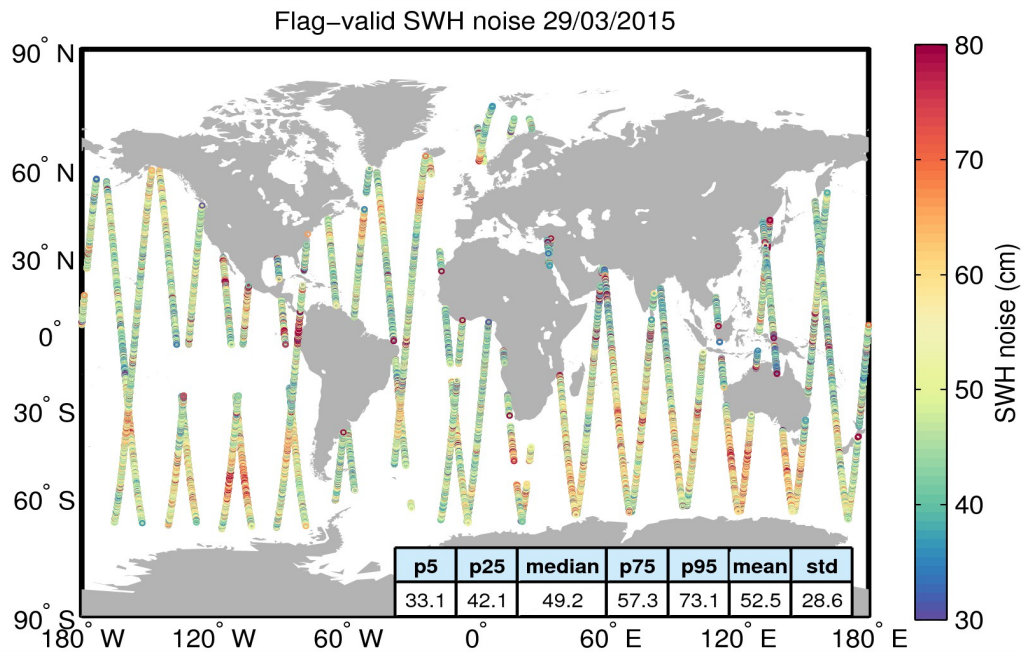 Flag−valid SWH noise 29/03/2015
90° N
60° N
30° N
0°
30° S
60° S
90° S
180° W
120° W
60° W
0°
60° E
120° E
180° E
p5 p25 median p75 p95 mean std
33.1 42.1 49.2 57.3 73.1 52.5 28.6
80
70
60
50
40
30
SWH noise (cm)